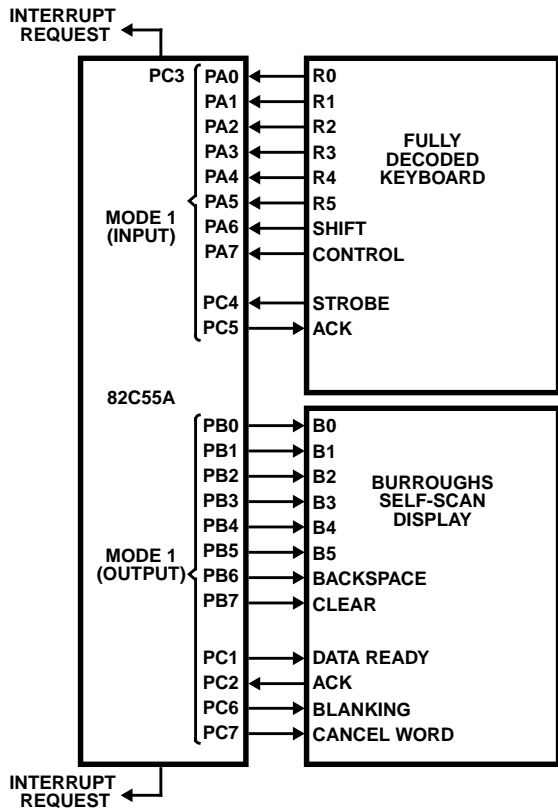 INTERRUPT
REQUEST
PC3 PA0 R0
PA1 R1
PA2 R2
PA3 R3
PA4 R4
PA5 R5
PA6 SHIFT
PA7 CONTROL
MODE 1
(INPUT)
FULLY
DECODED
KEYBOARD
PC4 STROBE
PC5 ACK
82C55A
PB0 B0
PB1 B1
PB2 B2
PB3 B3
PB4 B4
PB5 B5
PB6 BACKSPACE
PB7 CLEAR
MODE 1
(OUTPUT)
BURROUGHS
SELF-SCAN
DISPLAY
PC1 DATA READY
PC2 ACK
PC6 BLANKING
PC7 CANCEL WORD
INTERRUPT
REQUEST